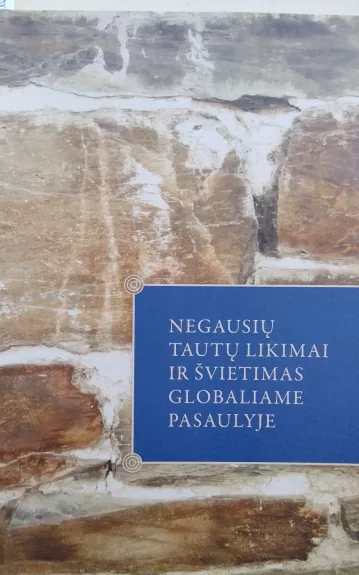 NEGAUSIŲ
TAUTŲ LIKIMAI
IR ŠVIETIMAS
GLOBALIAME
PASAULYJE